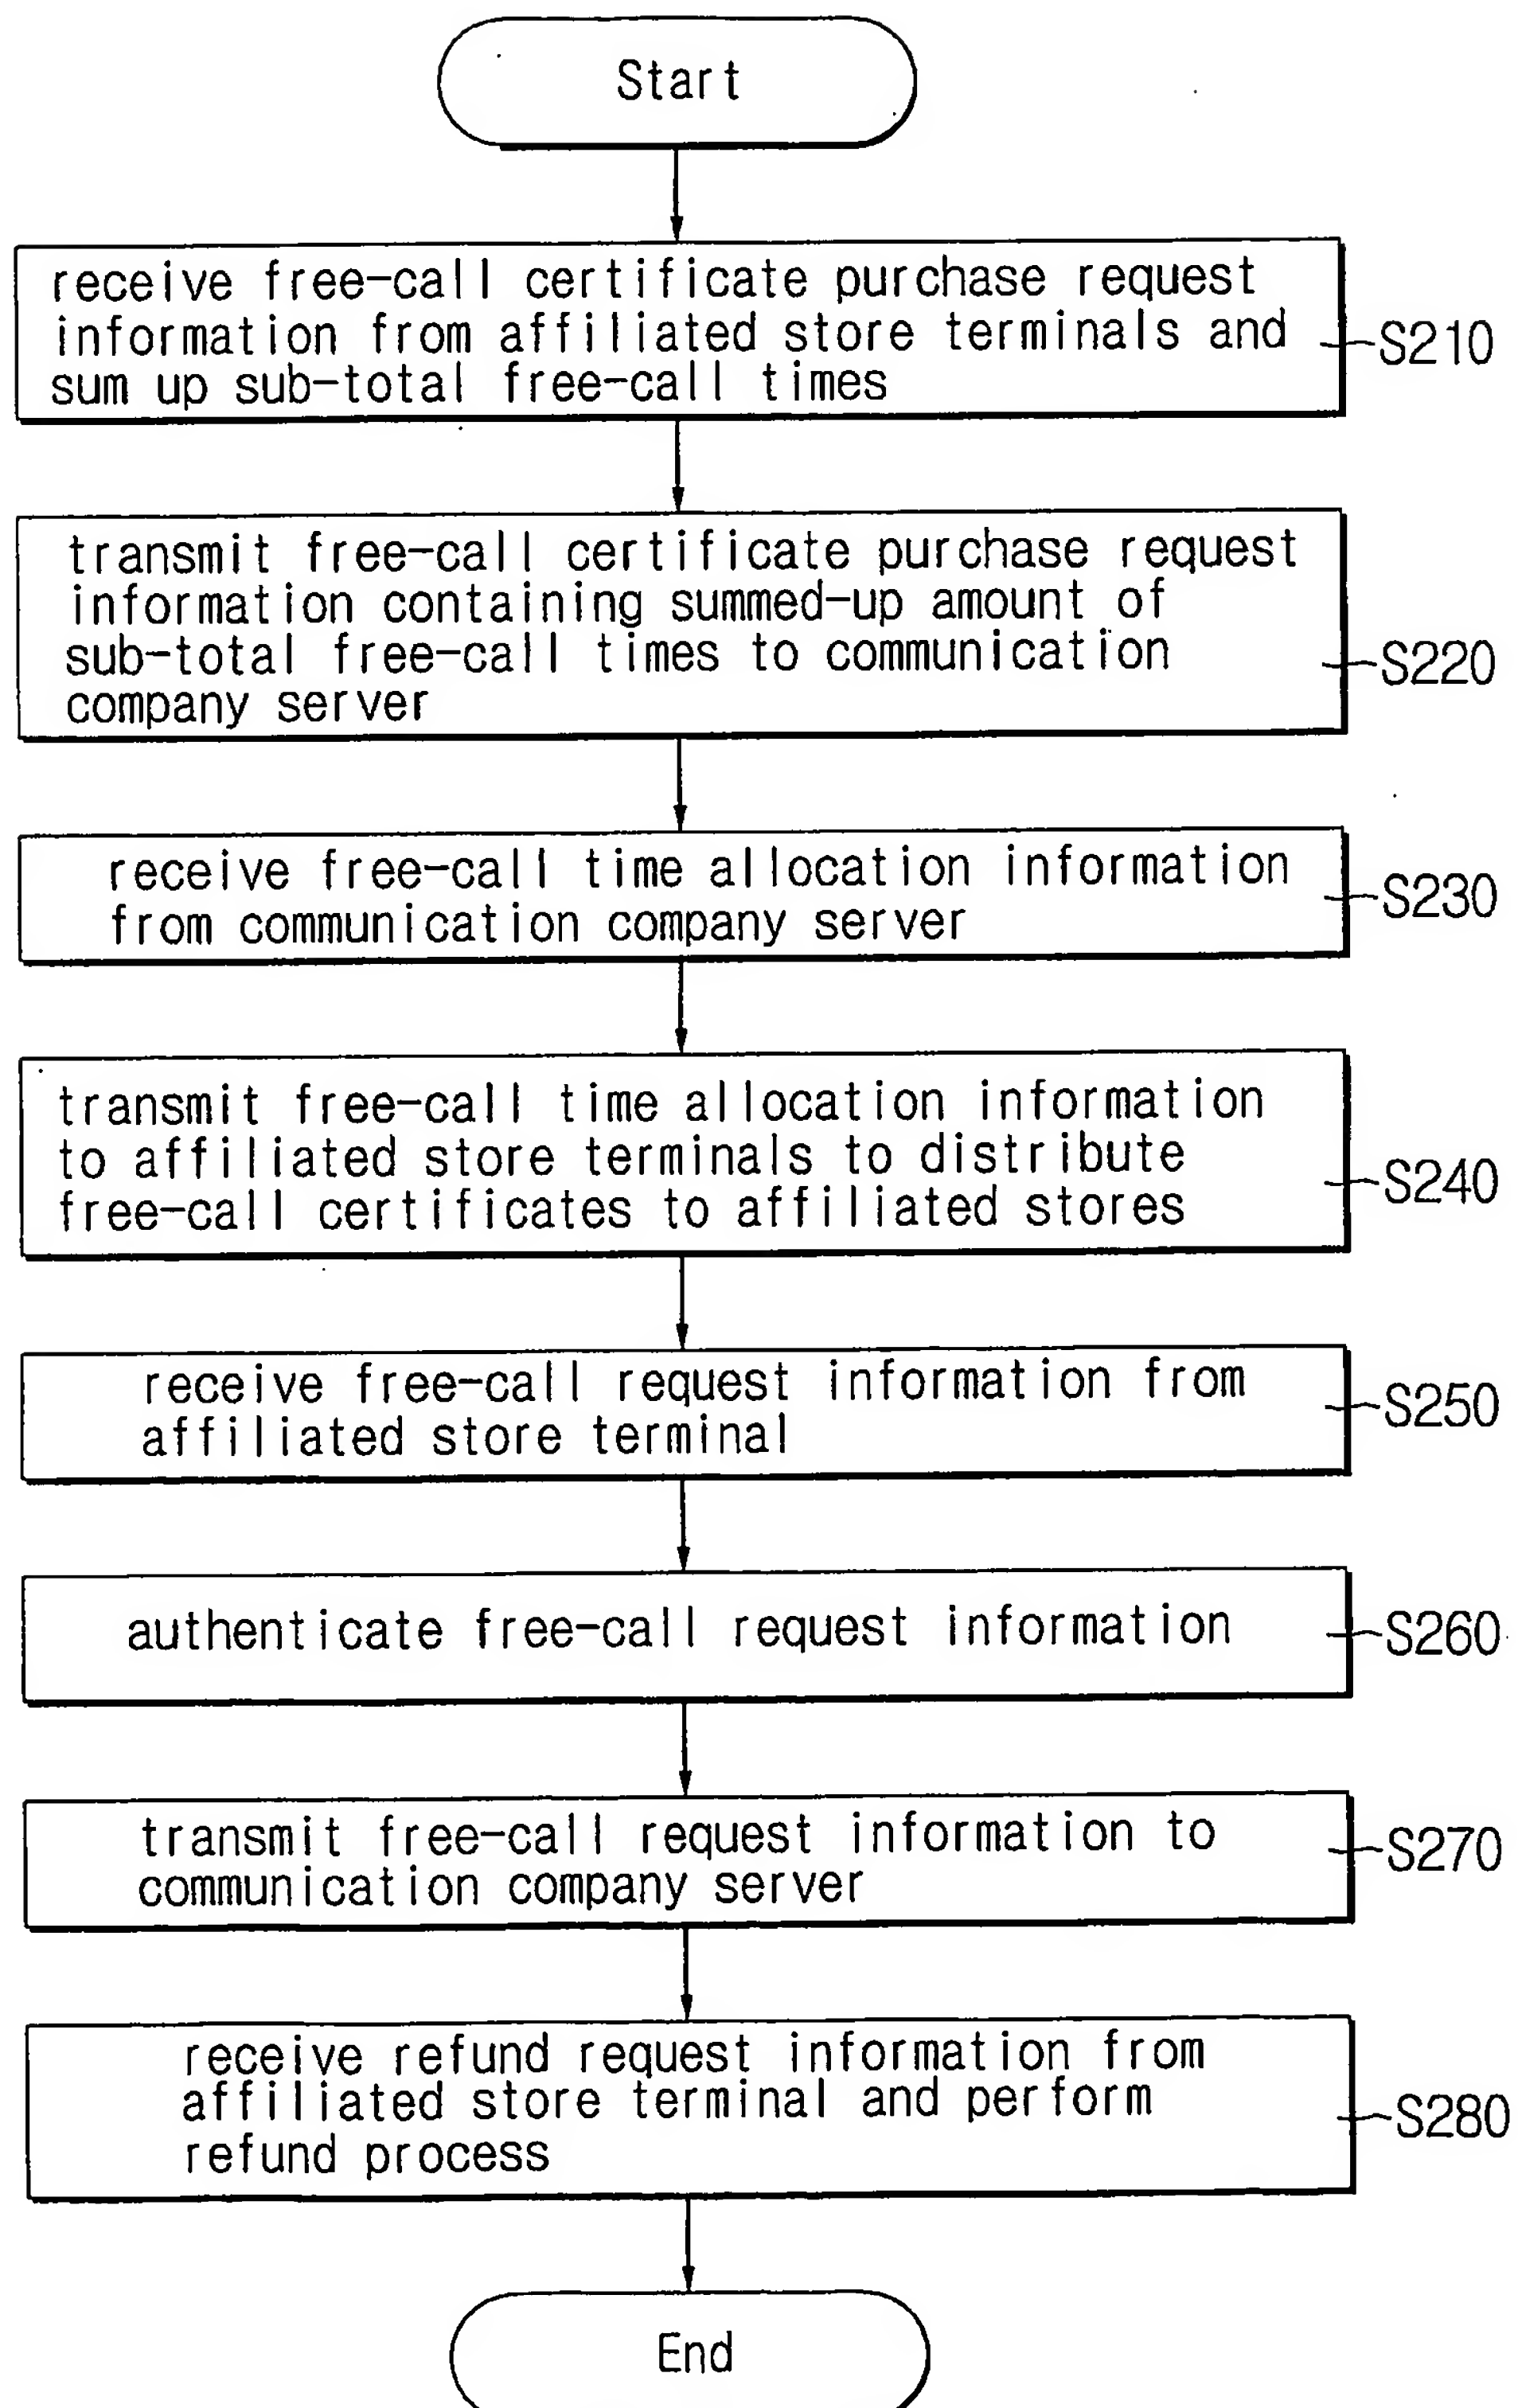 Start
receive free-call certificate purchase request
information from affiliated store terminals and
sum up sub-total free-call times
S210
transmit free-call certificate purchase request
information containing summed-up amount of
sub-total free-call times to communication
company server
S220
receive free-call time allocation information
from communication company server
S230
transmit free-call time allocation information
to affiliated store terminals to distribute
free-call certificates to affiliated stores
S240
receive free-call request information from
affiliated store terminal
S250
authenticate free-call request information
S260
transmit free-call request information to
communication company server
S270
receive refund request information from
affiliated store terminal and perform
refund process
S280
End